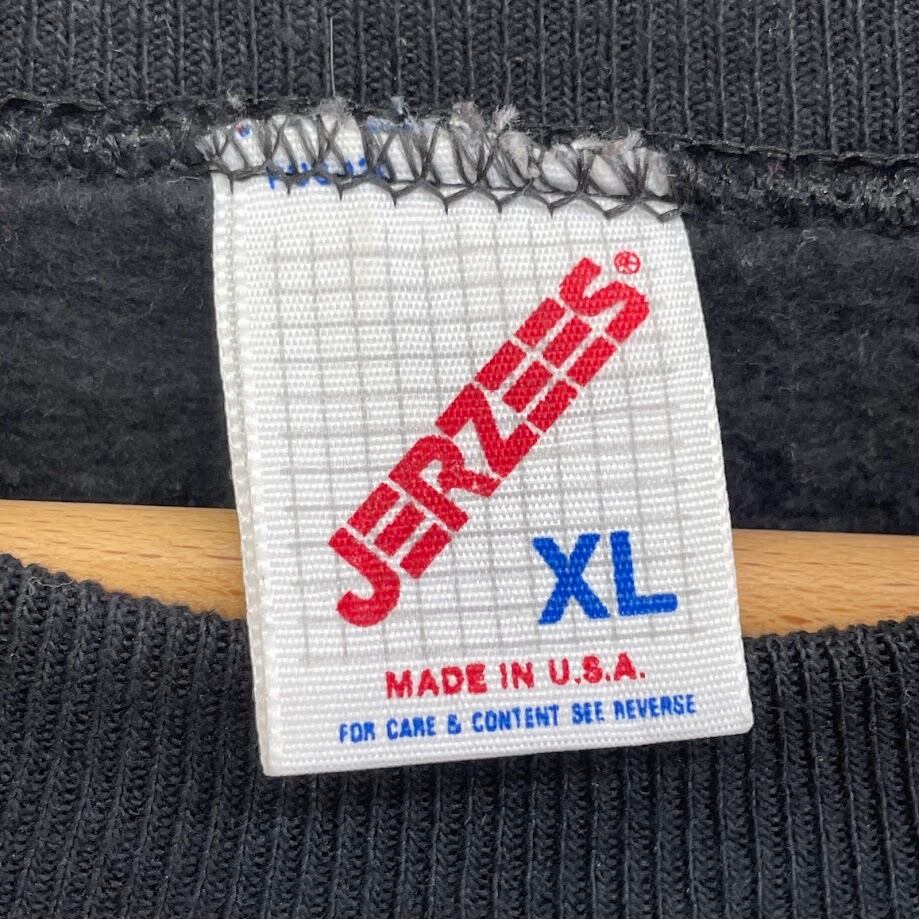 JERZEES®
XL
MADE IN U.S.A.
FOR CARE & CONTENT SEE REVERSE